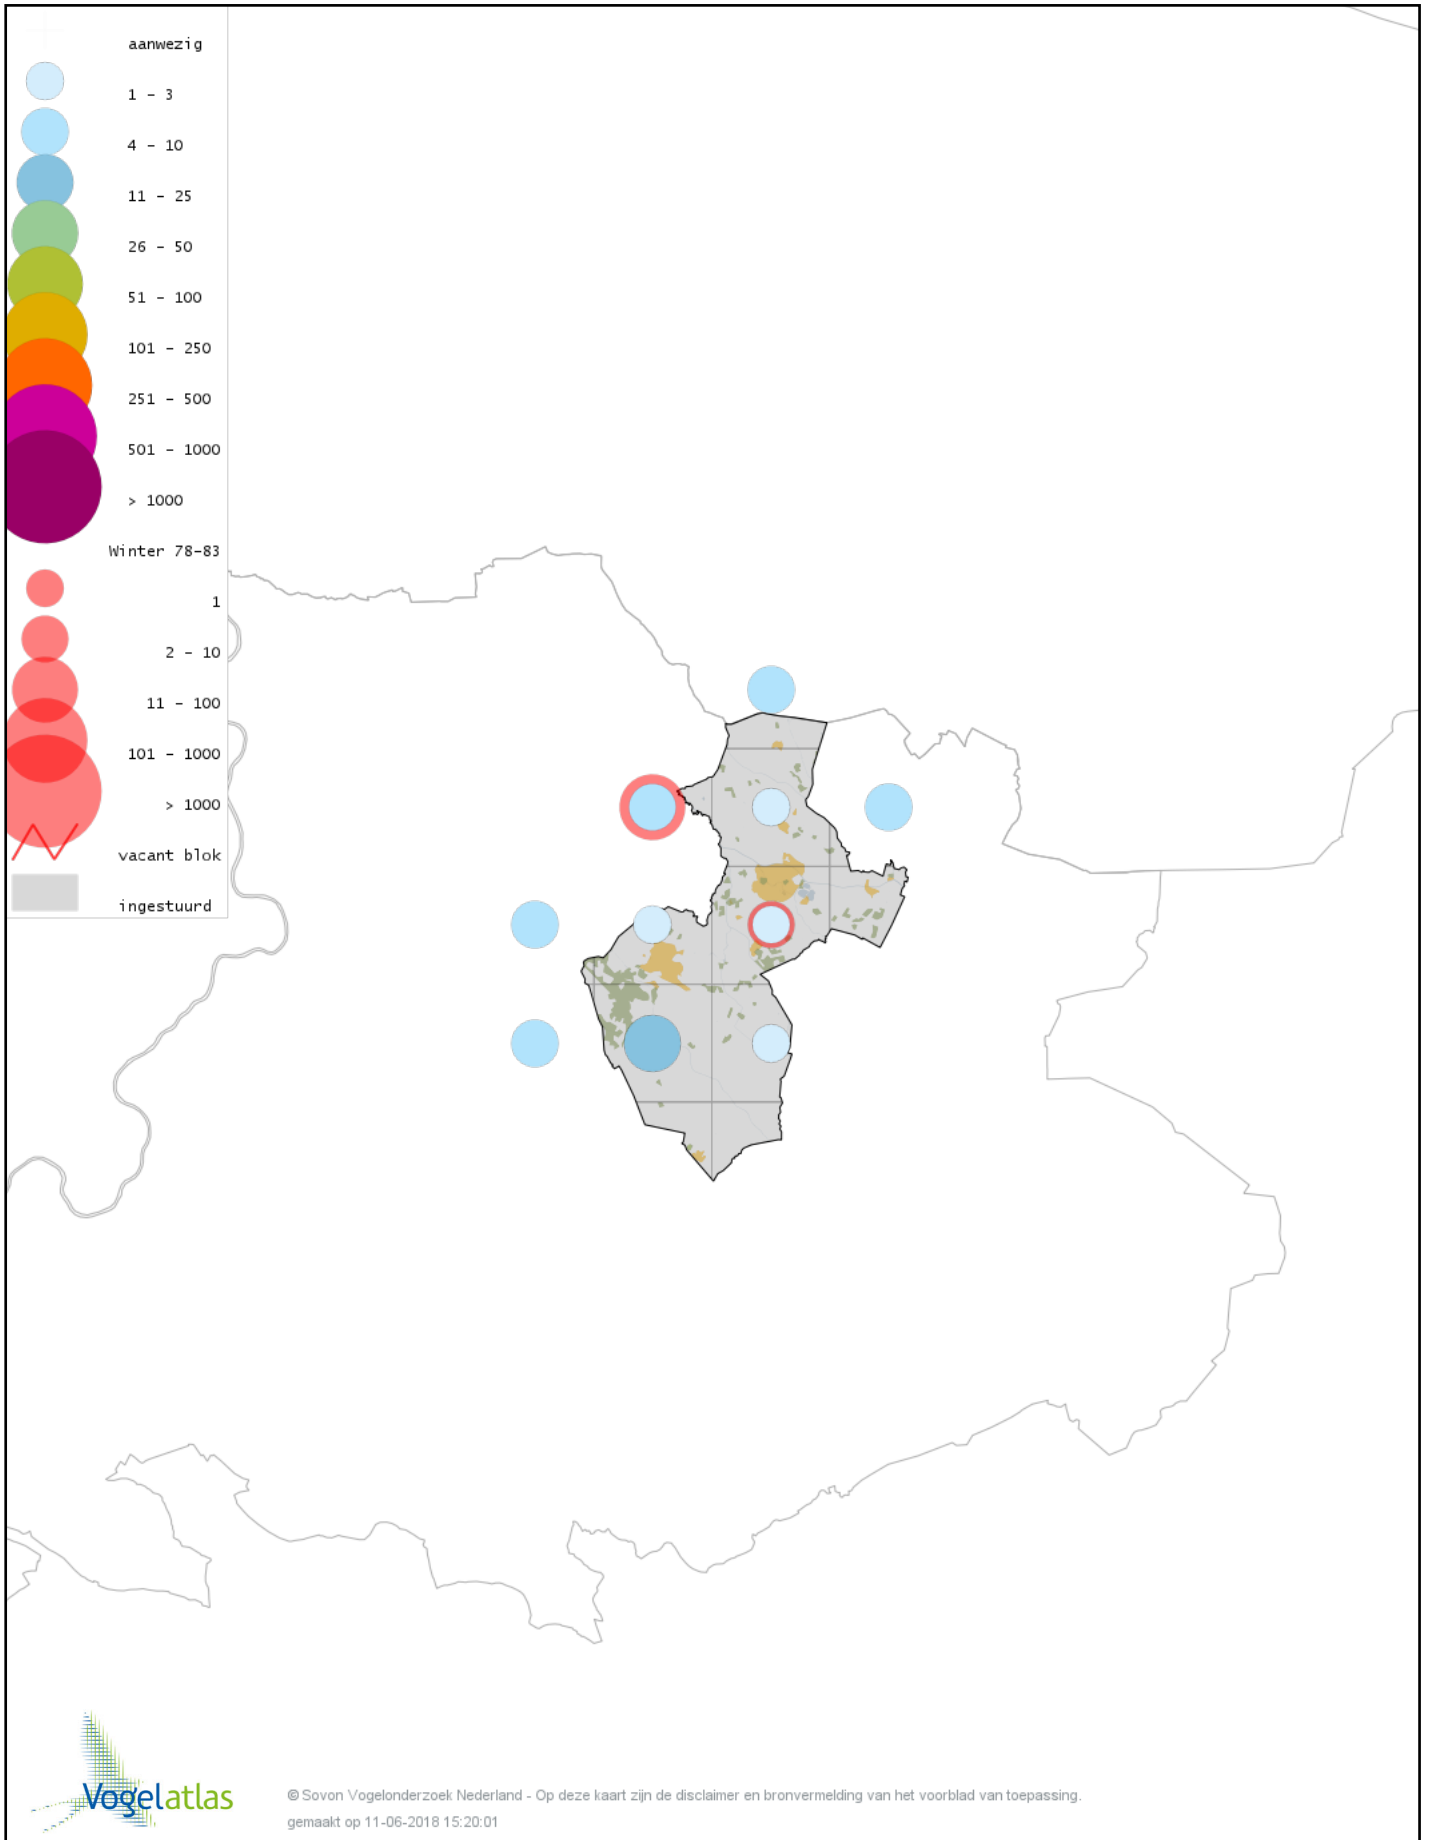 aanwezig
1 - 3
4 - 10
11 - 25
26 - 50
51 - 100
101 - 250
251 - 500
501 - 1000
> 1000
Winter 78-83
1
2 - 10
11 - 100
101 - 1000
> 1000
vacant blok
ingestuurd
Vogelatlas
© Sovon Vogelonderzoek Nederland - Op deze kaart zijn de disclaimer en bronvermelding van het voorblad van toepassing.
gemaakt op 11-06-2018 15:20:01